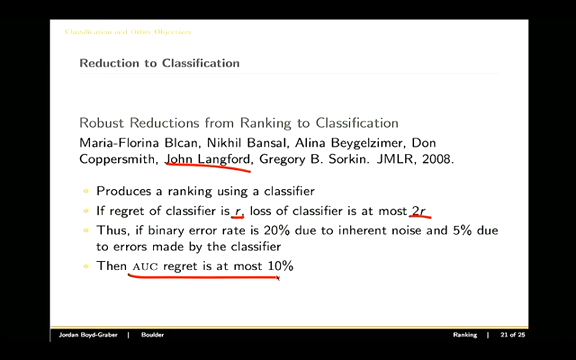 Classification and Other Objectives
Reduction to Classification
Robust Reductions from Ranking to Classification
Maria-Florina Blcan, Nikhil Bansal, Alina Beygelzimer, Don
Coppersmith, John Langford, Gregory B. Sorkin. JMLR, 2008.
Produces a ranking using a classifier
If regret of classifier is r, loss of classifier is at most 2r
Thus, if binary error rate is 20% due to inherent noise and 5% due
to errors made by the classifier
Then AUC regret is at most 10%
Jordan Boyd-Graber | Boulder Ranking | 21 of 25